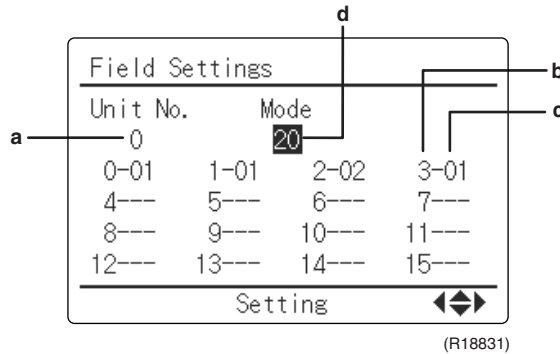 d
Field Settings
b
Unit No. Mode
c
a 0 20
0-01 1-01 2-02 3-01
4--- 5--- 6--- 7---
8--- 9--- 10--- 11---
12--- 13--- 14--- 15---
Setting
(R18831)